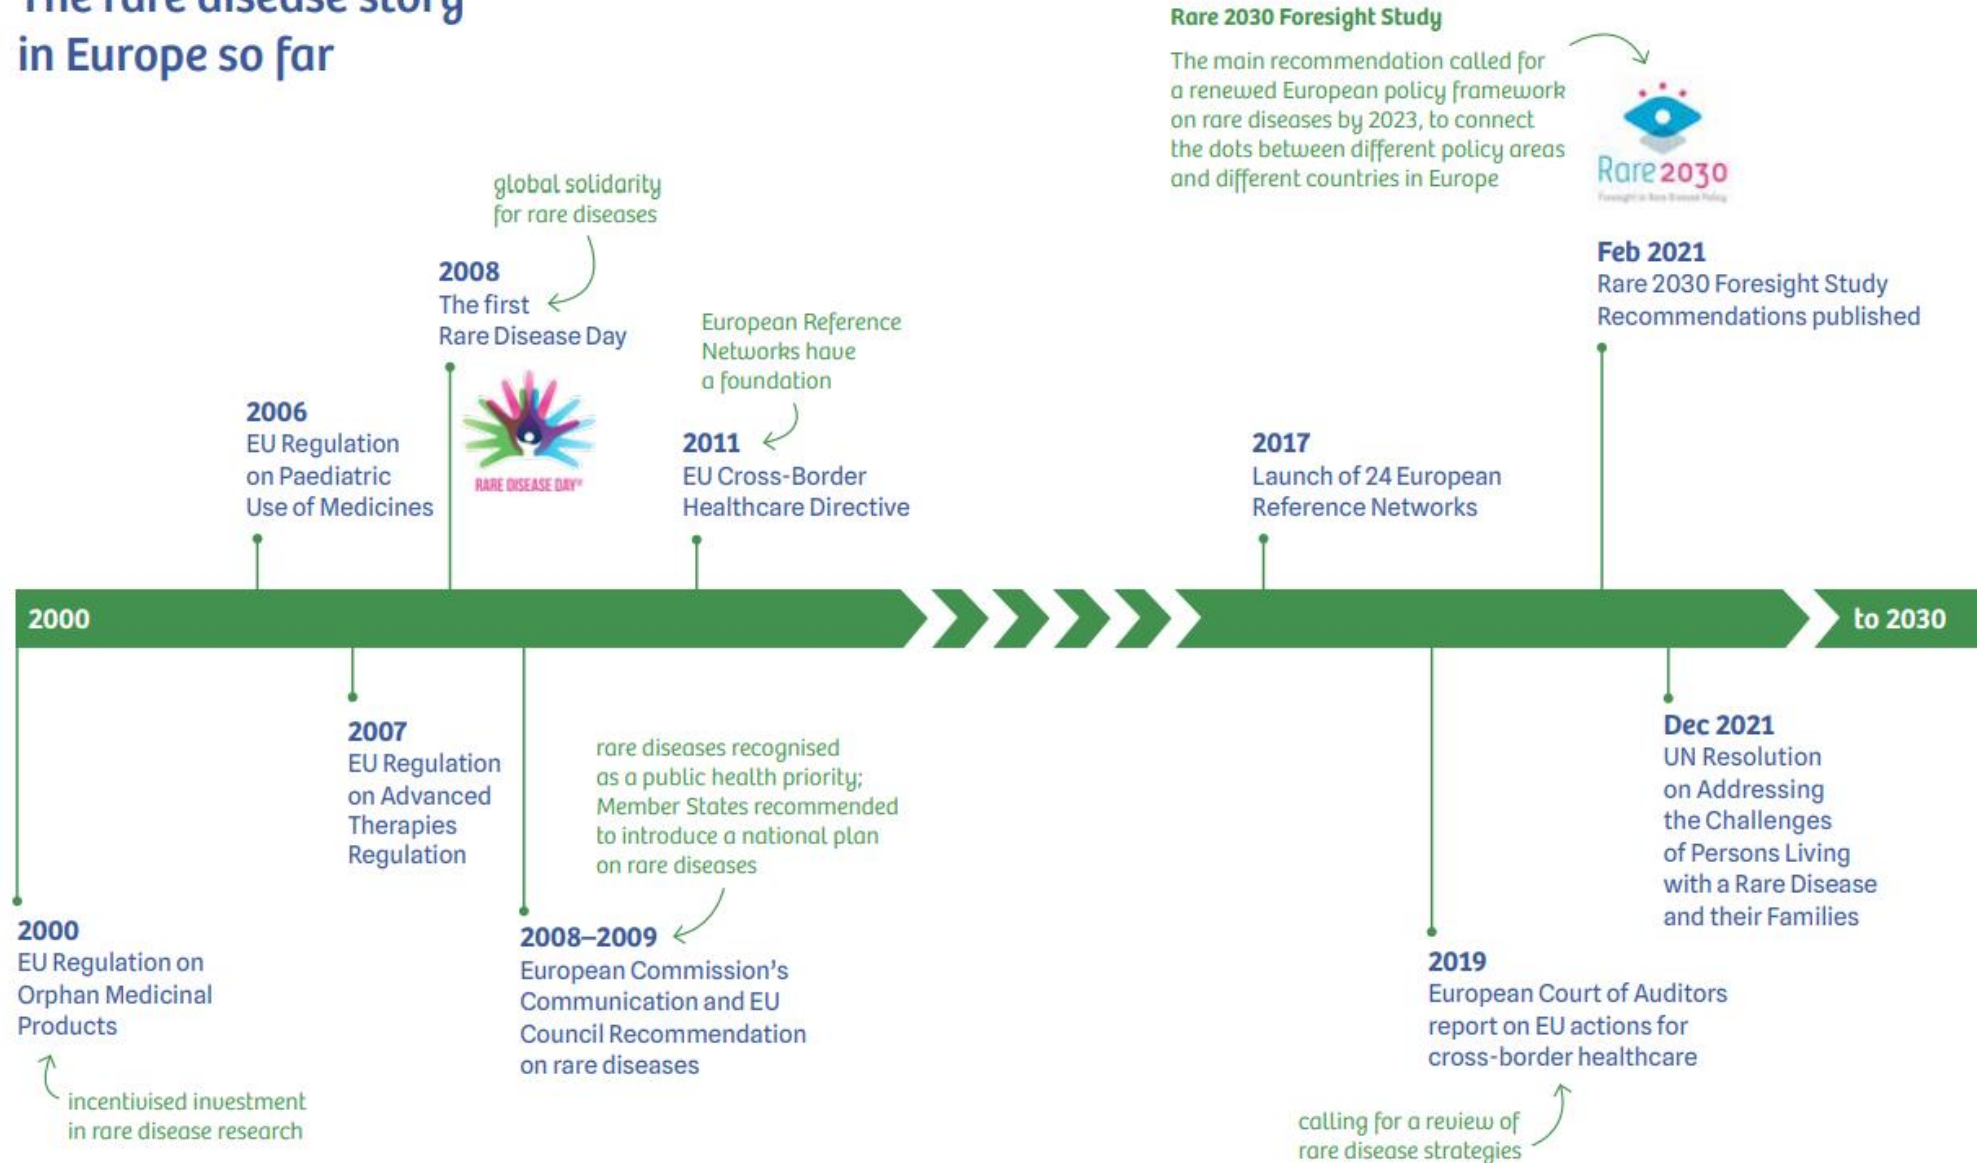 The rare disease story
in Europe so far
Rare 2030 Foresight Study
The main recommendation called for
a renewed European policy framework
on rare diseases by 2023, to connect
the dots between different policy areas
and different countries in Europe
Rare2030
Foresight in Rare Disease Policy
Feb 2021
Rare 2030 Foresight Study
Recommendations published
global solidarity
for rare diseases
2008
The first
Rare Disease Day
RARE DISEASE DAY®
European Reference
Networks have
a foundation
2006
EU Regulation
on Paediatric
Use of Medicines
2011
EU Cross-Border
Healthcare Directive
2017
Launch of 24 European
Reference Networks
2000
to 2030
2007
EU Regulation
on Advanced
Therapies
Regulation
rare diseases recognised
as a public health priority;
Member States recommended
to introduce a national plan
on rare diseases
Dec 2021
UN Resolution
on Addressing
the Challenges
of Persons Living
with a Rare Disease
and their Families
2000
EU Regulation on
Orphan Medicinal
Products
incentivised investment
in rare disease research
2008–2009
European Commission's
Communication and EU
Council Recommendation
on rare diseases
2019
European Court of Auditors
report on EU actions for
cross-border healthcare
calling for a review of
rare disease strategies